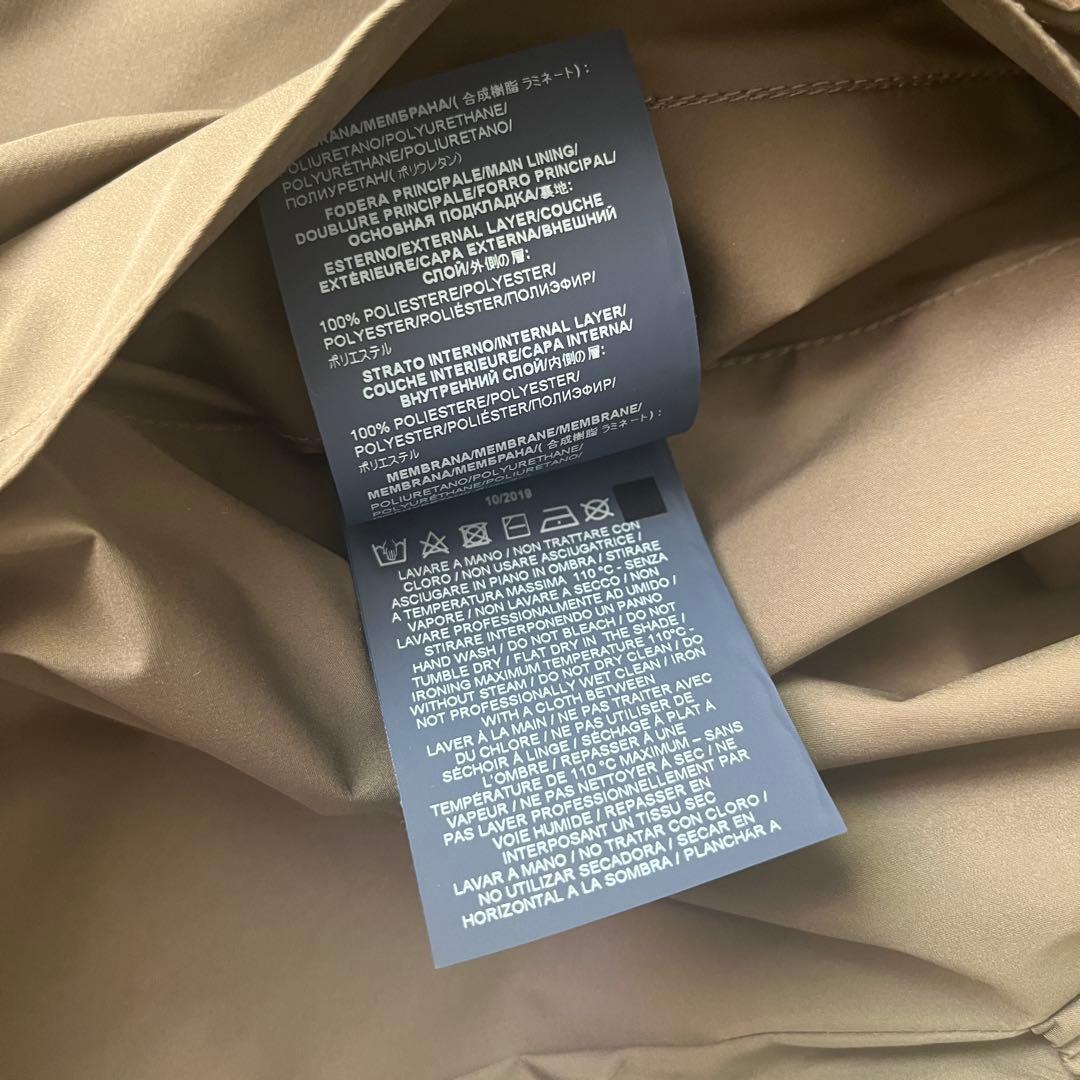 RANA/МЕМБРАНА/( 合成樹脂 ラミネート) :
OLIURETANO/POLYURETHANE/
POLYURÉTHANE/POLIURETANO/
ПОЛИУРЕТАН/( ポリウレタン)
FODERA PRINCIPALE/MAIN LINING/
DOUBLURE PRINCIPALE/FORRO PRINCIPAL/
ОСНОВНАЯ ПОДКЛАДКА/裏地:
ESTERNO/EXTERNAL LAYER/COUCHE
EXTÉRIEURE/CAPA EXTERNA/ВНЕШНИЙ
СЛОЙ/外側の層:
100% POLIESTERE/POLYESTER/
POLYESTER/POLIÉSTER/ПОЛИЭФИР/
ポリエステル
STRATO INTERNO/INTERNAL LAYER/
COUCHE INTERIEURE/CAPA INTERNA/
ВНУТРЕННИЙ СЛОЙ/内側の層:
100% POLIESTERE/POLYESTER/
POLYESTER/POLIÉSTER/ПОЛИЭФИР/
ポリエステル
MEMBRANA/MEMBRANE/MEMBRANE/
MEMBRANA/МЕМБРАНА/( 合成樹脂 ラミネート) :
POLIURETANO/POLYURETHANE/
POLYURÉTHANE/POLIURETANO/
10/2019
LAVARE A MANO / NON TRATTARE CON
CLORO / NON USARE ASCIUGATRICE /
ASCIUGARE IN PIANO IN OMBRA / STIRARE
A TEMPERATURA MASSIMA 110 °C - SENZA
VAPORE / NON LAVARE A SECCO / NON
LAVARE PROFESSIONALMENTE AD UMIDO /
STIRARE INTERPONENDO UN PANNO
HAND WASH / DO NOT BLEACH / DO NOT
TUMBLE DRY / FLAT DRY IN THE SHADE /
IRONING MAXIMUM TEMPERATURE 110°C -
WITHOUT STEAM / DO NOT DRY CLEAN / DO
NOT PROFESSIONALLY WET CLEAN / IRON
WITH A CLOTH BETWEEN
LAVER À LA MAIN / NE PAS TRAITER AVEC
DU CHLORE / NE PAS UTILISER DE
SÉCHOIR À LINGE / SÉCHAGE À PLAT A
L'OMBRE / REPASSER À UNE
TEMPÉRATURE DE 110 °C MAXIMUM – SANS
VAPEUR / NE PAS NETTOYER À SEC / NE
PAS LAVER PROFESSIONNELLEMENT PAR
VOIE HUMIDE / REPASSER EN
INTERPOSANT UN TISSU SEC
LAVAR A MANO / NO TRATAR CON CLORO /
NO UTILIZAR SECADORA / SECAR EN
HORIZONTAL A LA SOMBRA / PLANCHAR A